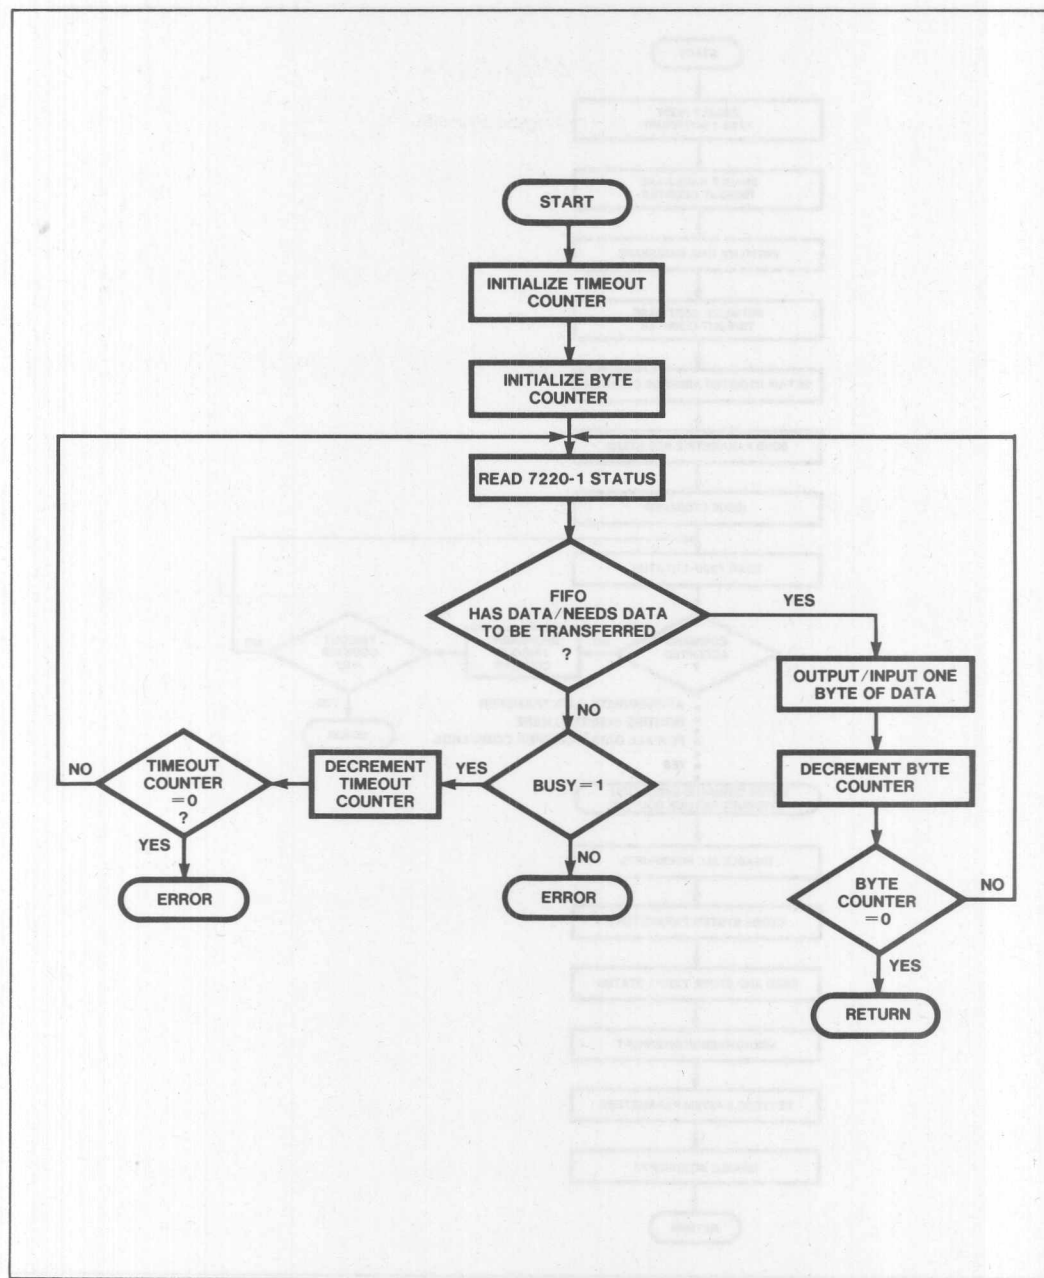 START
INITIALIZE TIMEOUT
COUNTER
INITIALIZE BYTE
COUNTER
READ 7220-1 STATUS
FIFO
HAS DATA/NEEDS DATA
TO BE TRANSFERRED
?
YES
OUTPUT/INPUT ONE
BYTE OF DATA
NO
DECREMENT BYTE
COUNTER
BUSY=1
YES
DECREMENT
TIMEOUT
COUNTER
TIMEOUT
COUNTER
=0
?
NO
YES
ERROR
NO
ERROR
BYTE
COUNTER
=0
NO
YES
RETURN